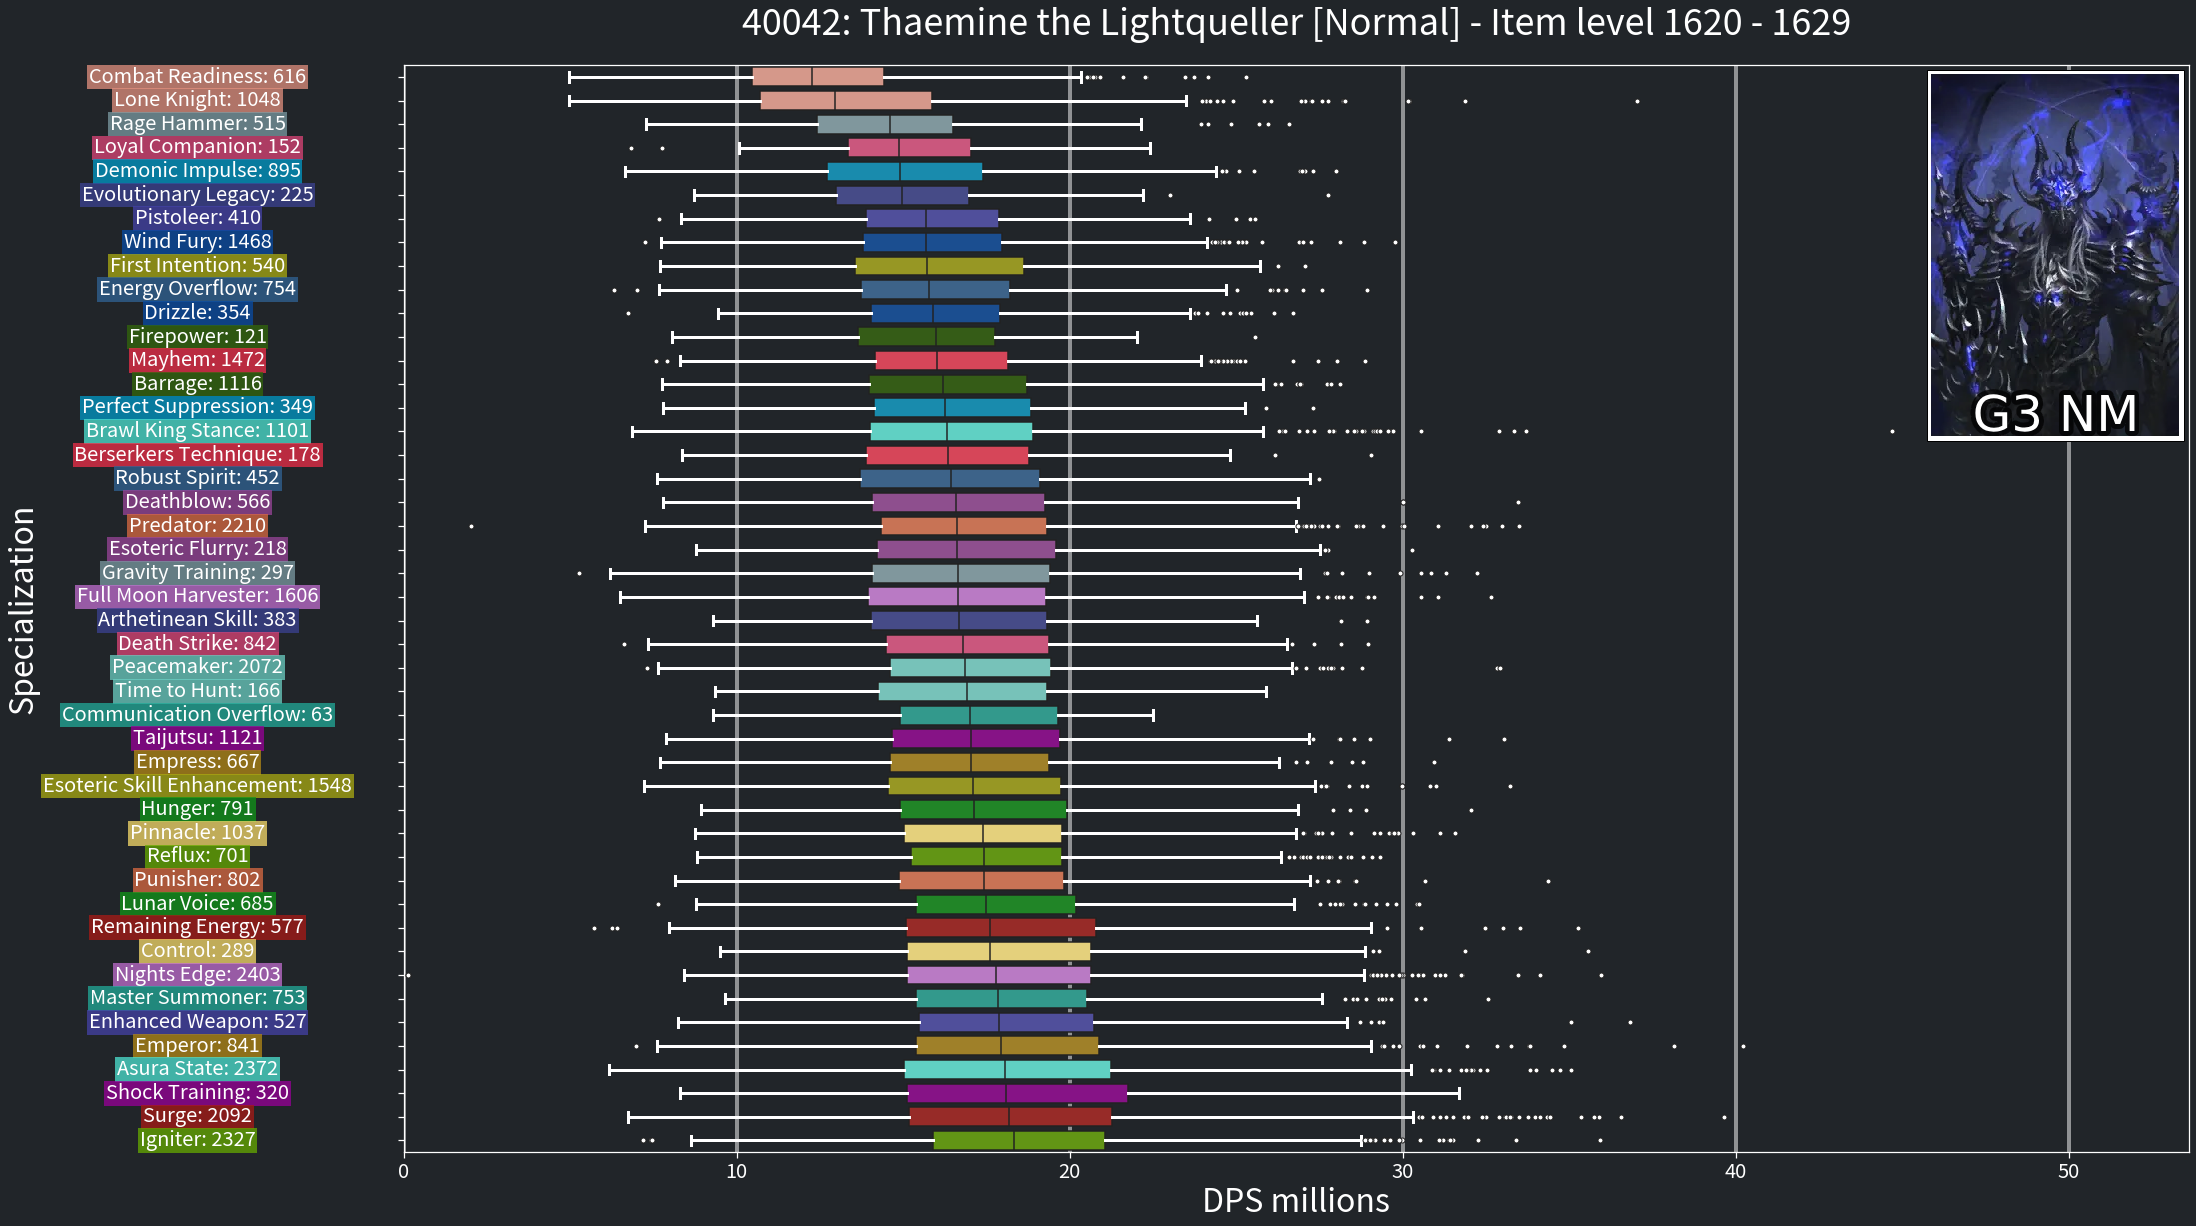 40042: Thaemine the Lightqueller [Normal] - Item level 1620 - 1629
Combat Readiness: 616
Lone Knight: 1048
Rage Hammer: 515
Loyal Companion: 152
Demonic Impulse: 895
Evolutionary Legacy: 225
Pistoleer: 410
Wind Fury: 1468
First Intention: 540
Energy Overflow: 754
Drizzle: 354
Firepower: 121
Mayhem: 1472
Barrage: 1116
Perfect Suppression: 349
Brawl King Stance: 1101
Berserkers Technique: 178
Robust Spirit: 452
Deathblow: 566
Predator: 2210
Esoteric Flurry: 218
Gravity Training: 297
Full Moon Harvester: 1606
Arthetinean Skill: 383
Death Strike: 842
Peacemaker: 2072
Time to Hunt: 166
Communication Overflow: 63
Taijutsu: 1121
Empress: 667
Esoteric Skill Enhancement: 1548
Hunger: 791
Pinnacle: 1037
Reflux: 701
Punisher: 802
Lunar Voice: 685
Remaining Energy: 577
Control: 289
Nights Edge: 2403
Master Summoner: 753
Enhanced Weapon: 527
Emperor: 841
Asura State: 2372
Shock Training: 320
Surge: 2092
Igniter: 2327
Specialization
G3 NM
0 10 20 30 40 50
DPS millions